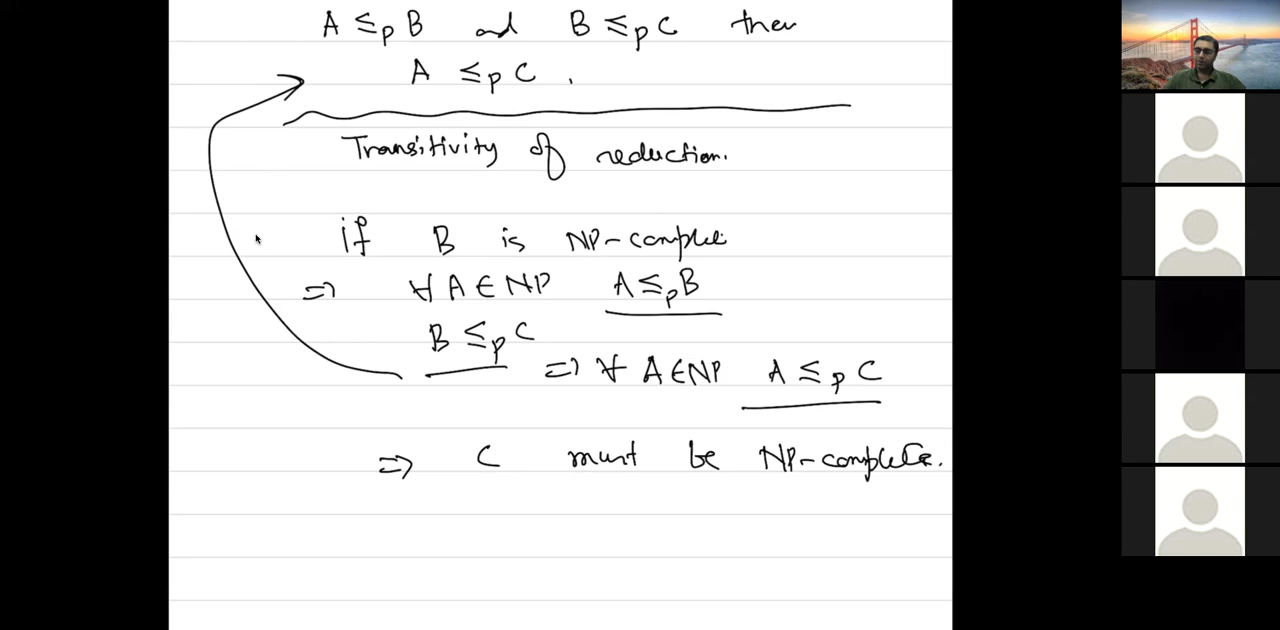 A ≤p B and B ≤p C then
A ≤p C .
Transitivity of reduction.
if B is NP-complete
⇒ ∀ A ∈ NP A ≤p B
B ≤p C
⇒ ∀ A ∈ NP A ≤p C
⇒ C must be NP-complete.